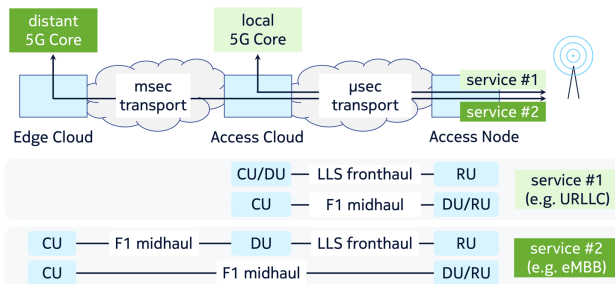 distant
5G Core
local
5G Core
msec
transport
µsec
transport
service #1
service #2
Edge Cloud
Access Cloud
Access Node
CU/DU
LLS fronthaul
RU
CU
F1 midhaul
DU/RU
service #1
(e.g. URLLC)
CU
F1 midhaul
DU
LLS fronthaul
RU
CU
F1 midhaul
DU/RU
service #2
(e.g. eMBB)